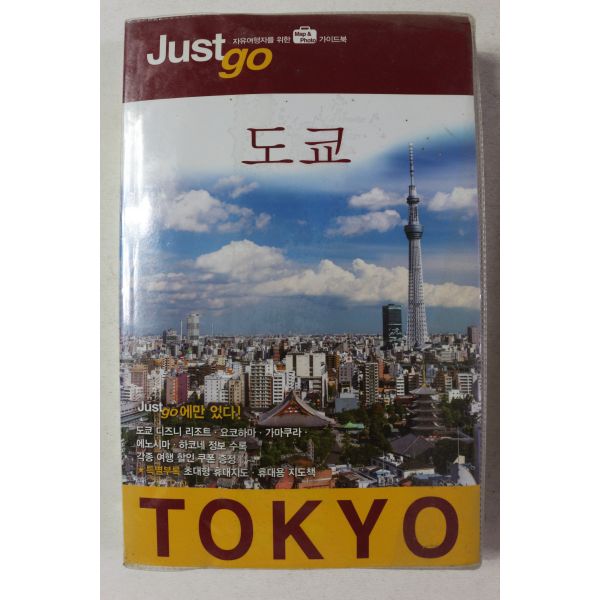 Just go 자유여행자를 위한 Map & Photo 가이드북
도쿄
Just go에만 있다!
도쿄 디즈니 리조트 · 요코하마 · 가마쿠라 ·
에노시마 · 하코네 정보 수록
각종 여행 할인 쿠폰 증정
★특별부록 초대형 휴대지도 · 휴대용 지도책
TOKYO